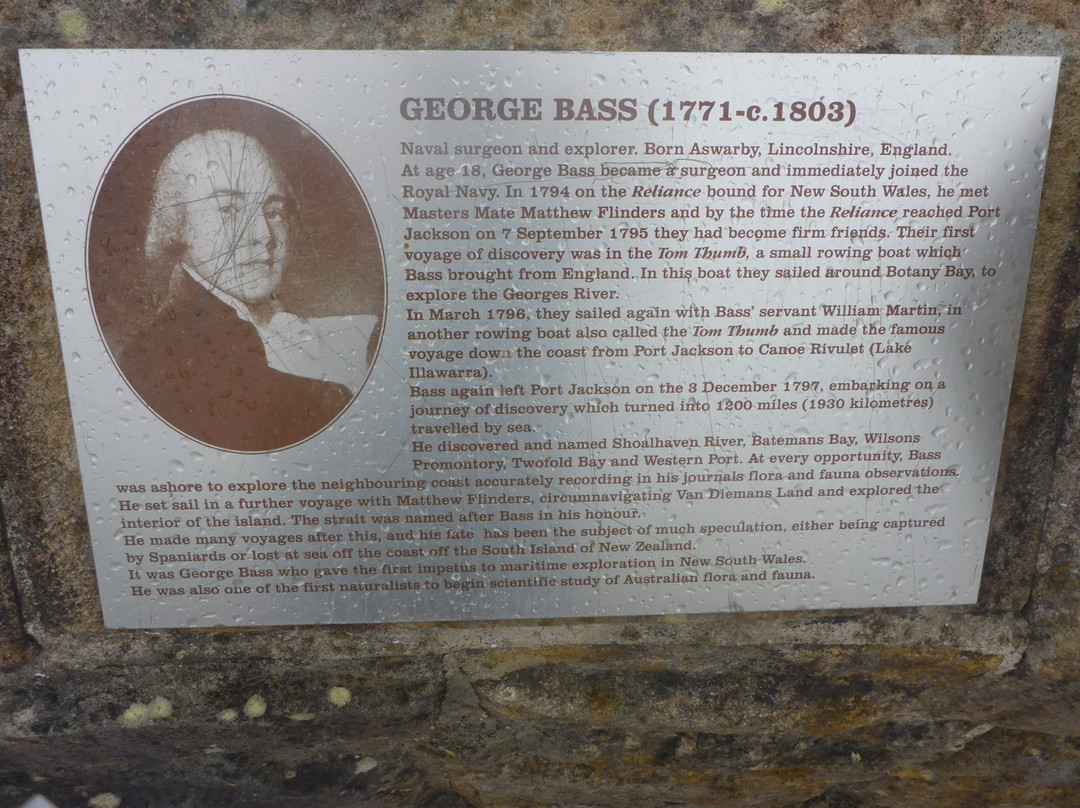 GEORGE BASS (1771-c.1803)
Naval surgeon and explorer. Born Aswarby, Lincolnshire, England.
At age 18, George Bass became a surgeon and immediately joined the
Royal Navy. In 1794 on the Reliance bound for New South Wales, he met
Masters Mate Matthew Flinders and by the time the Reliance reached Port
Jackson on 7 September 1795 they had become firm friends. Their first
voyage of discovery was in the Tom Thumb, a small rowing boat which
Bass brought from England. In this boat they sailed around Botany Bay, to
explore the Georges River.
In March 1796, they sailed again with Bass' servant William Martin, in
another rowing boat also called the Tom Thumb and made the famous
voyage down the coast from Port Jackson to Canoe Rivulet (Lake
Illawarra).
Bass again left Port Jackson on the 3 December 1797, embarking on a
journey of discovery which turned into 1200 miles (1930 kilometres)
travelled by sea.
He discovered and named Shoalhaven River, Batemans Bay, Wilsons
Promontory, Twofold Bay and Western Port. At every opportunity, Bass
was ashore to explore the neighbouring coast accurately recording in his journals flora and fauna observations.
He set sail in a further voyage with Matthew Flinders, circumnavigating Van Diemans Land and explored the
interior of the island. The strait was named after Bass in his honour.
He made many voyages after this, and his fate has been the subject of much speculation, either being captured
by Spaniards or lost at sea off the coast off the South Island of New Zealand.
It was George Bass who gave the first impetus to maritime exploration in New South Wales.
He was also one of the first naturalists to begin scientific study of Australian flora and fauna.